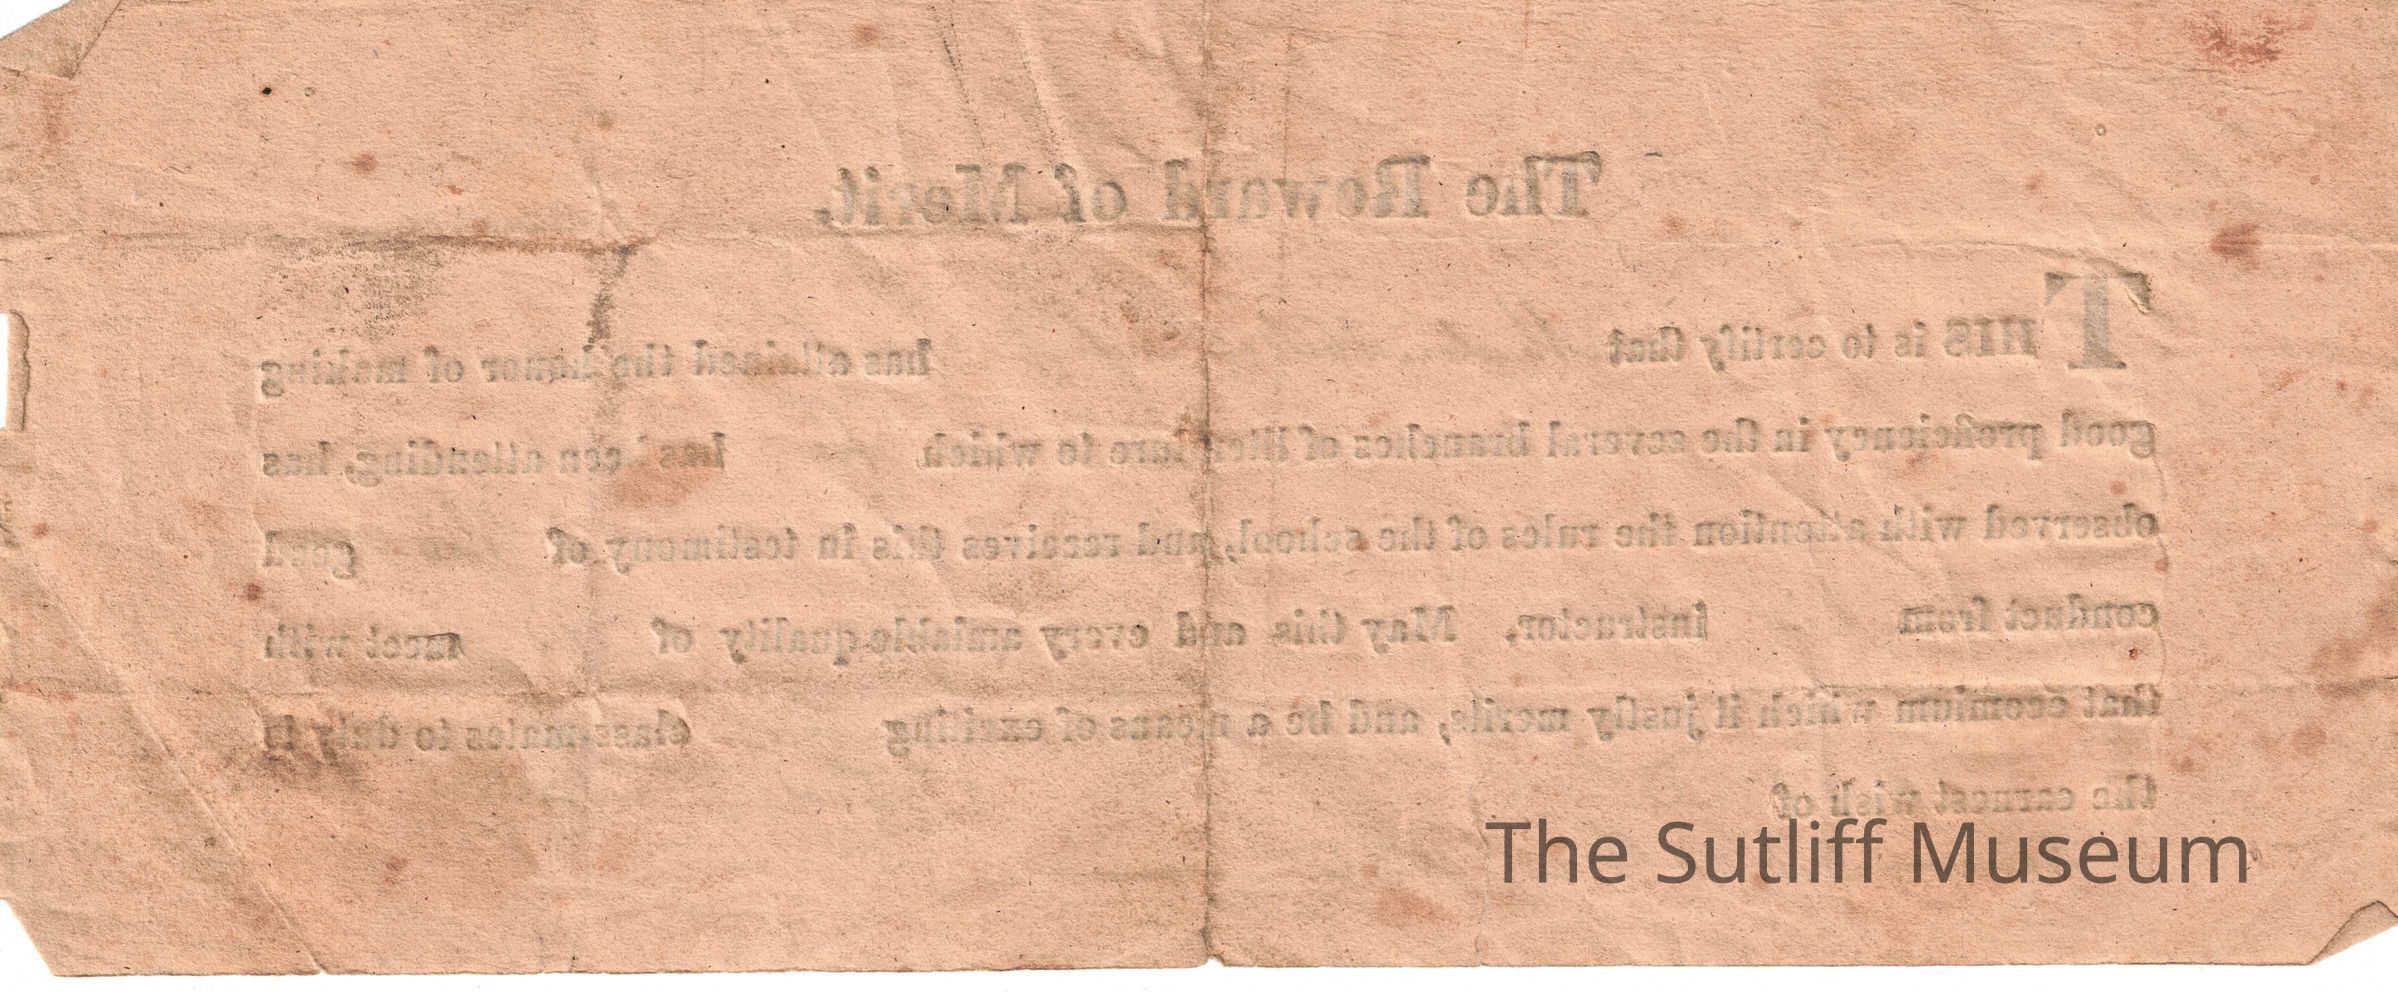 The Reward of Merit.
THIS is to certify that has attained the honor of making
good proficiency in the several branches of literature to which has been attending, has,
observed with attention the rules of the school, and receives this in testimony of good
conduct from instructor. May this and every amiable quality of meet with
that ecomium which it justly merits, and be a means of exciting classmates to duty is
the earnest wish of
The Sutliff Museum